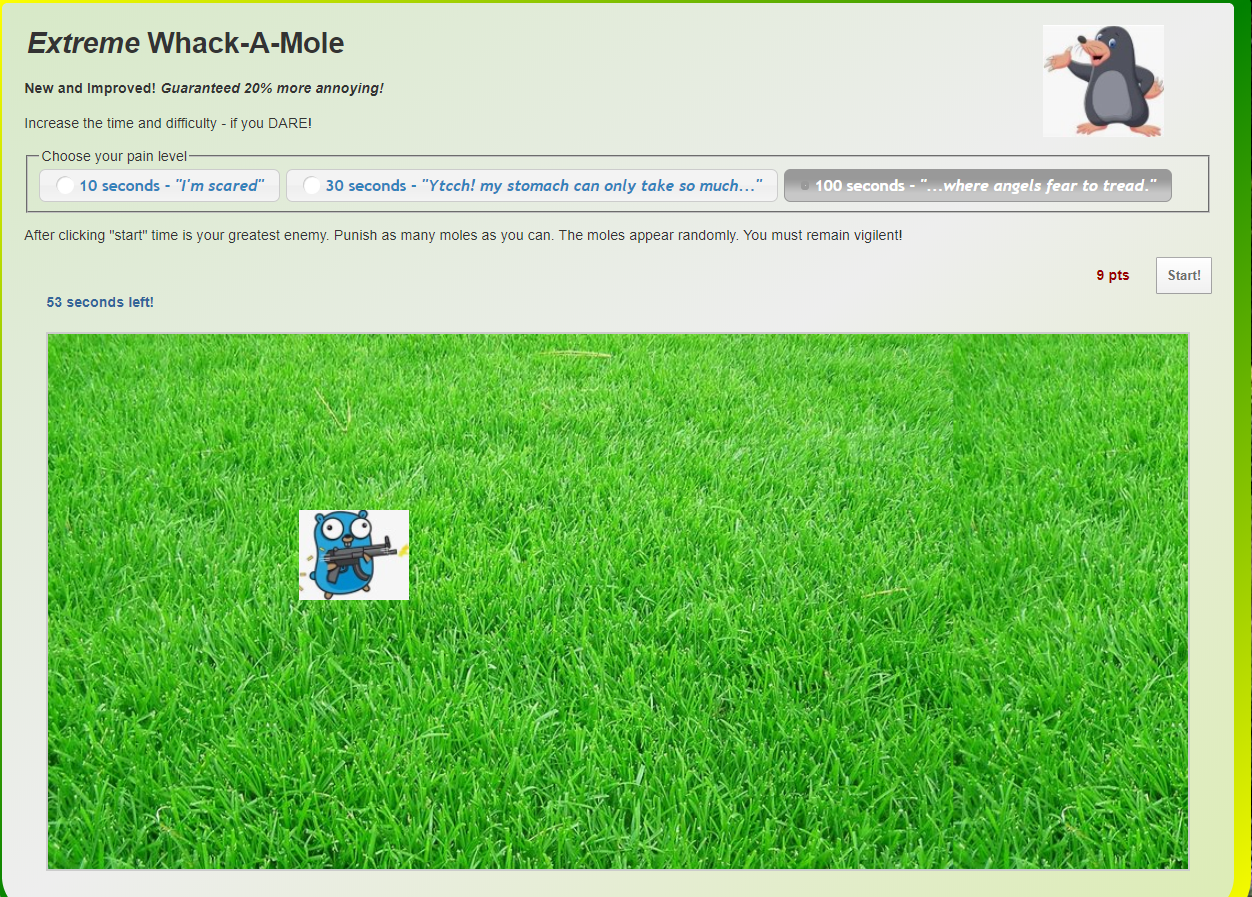 Extreme Whack-A-Mole
New and Improved! Guaranteed 20% more annoying!
Increase the time and difficulty - if you DARE!
Choose your pain level
10 seconds - "I'm scared" 30 seconds - "Ytcch! my stomach can only take so much..." 100 seconds - "...where angels fear to tread."
After clicking "start" time is your greatest enemy. Punish as many moles as you can. The moles appear randomly. You must remain vigilent!
9 pts Start!
53 seconds left!